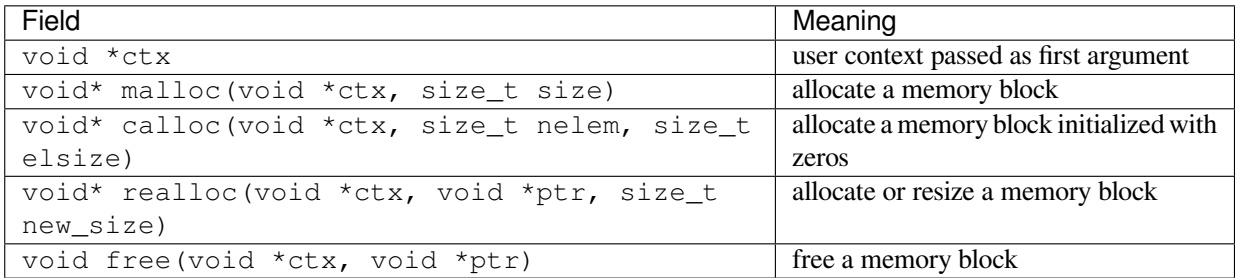 Field Meaning
void *ctx user context passed as first argument
void* malloc(void *ctx, size_t size) allocate a memory block
void* calloc(void *ctx, size_t nelem, size_t allocate a memory block initialized with
elsize) zeros
void* realloc(void *ctx, void *ptr, size_t allocate or resize a memory block
new_size)
void free(void *ctx, void *ptr) free a memory block